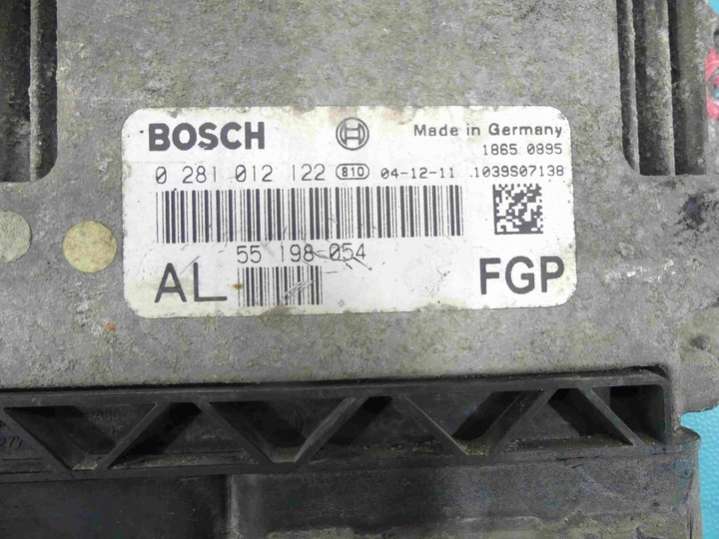 BOSCH Made in Germany
1865 0895
0 281 012 122 810 04-12-11 .1039S07138
55 198-054
AL FGP